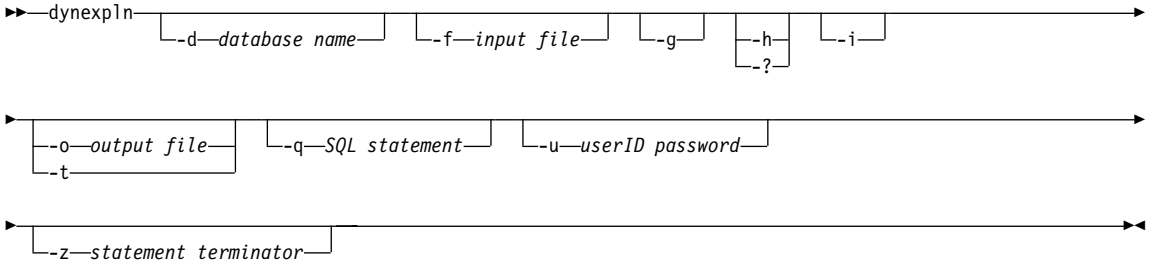 dynexpln
-d database name -f input file -g -h -i
-?
-o output file -q SQL statement -u userID password
-t
-z statement terminator